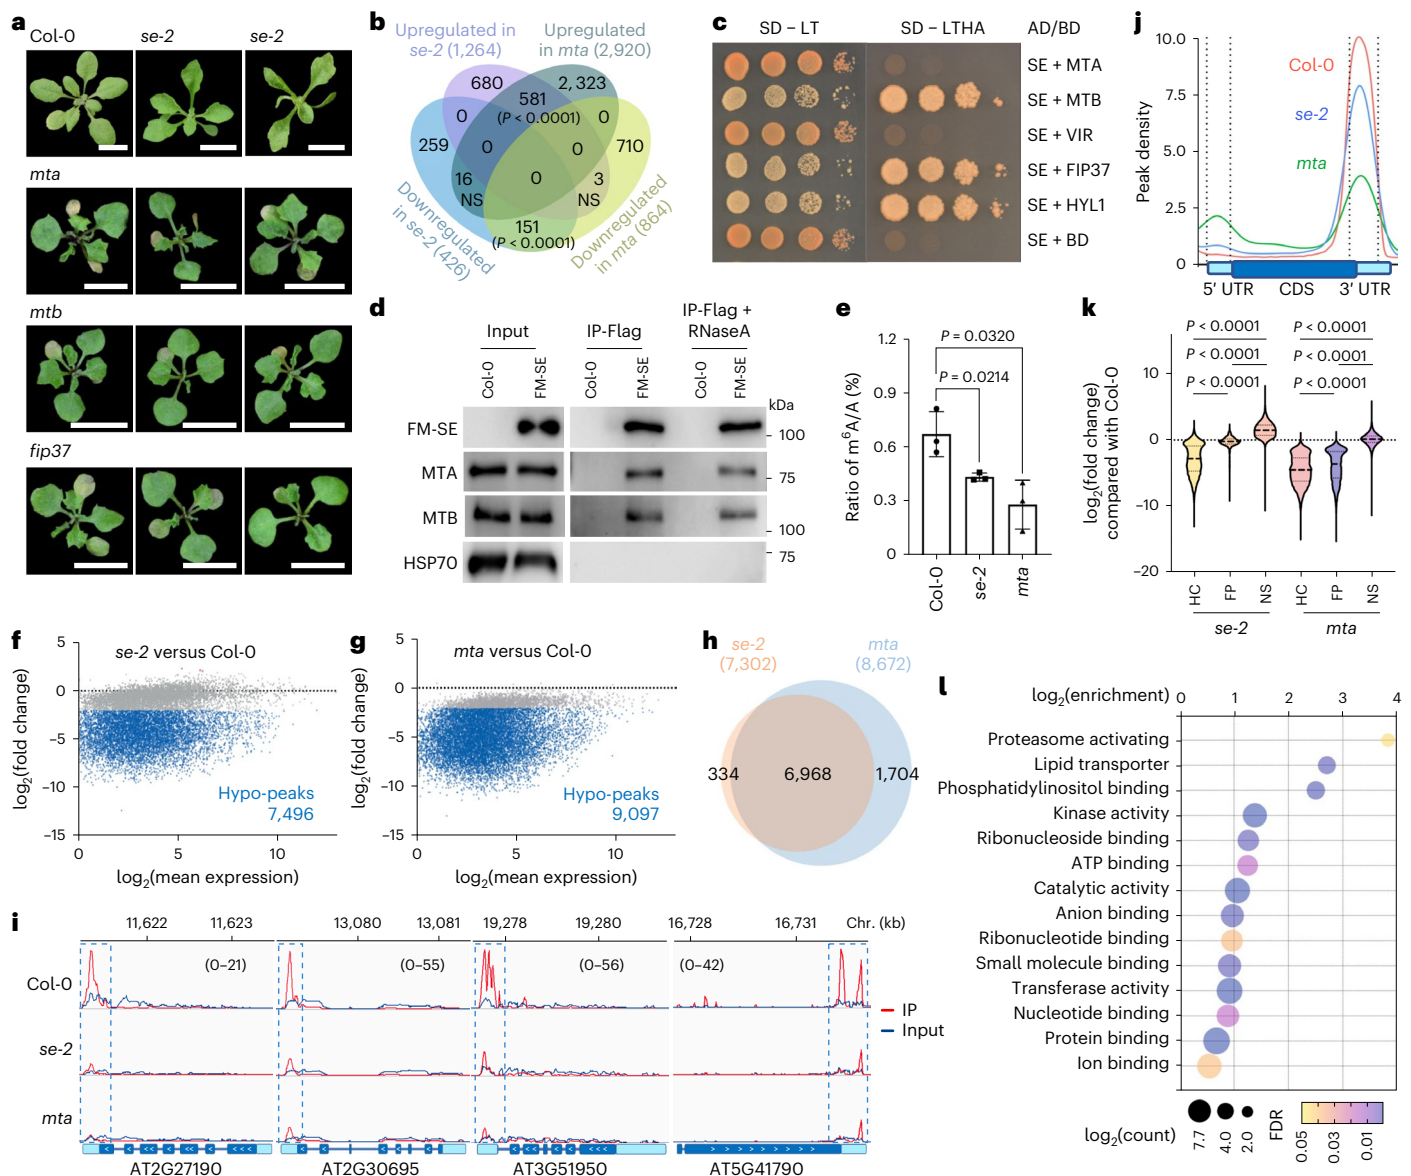 a
Col-0
se-2
se-2
mta
mtb
fip37
b
Upregulated in
se-2 (1,264)
Upregulated
in mta (2,920)
680
2,323
581
(P < 0.0001)
0
0
259
0
0
710
16
NS
0
3
NS
151
(P < 0.0001)
Downregulated
in se-2 (426)
Downregulated
in mta (864)
c
SD – LT
SD – LTHA
AD/BD
SE + MTA
SE + MTB
SE + VIR
SE + FIP37
SE + HYL1
SE + BD
d
Input
IP-Flag
IP-Flag +
RNaseA
Col-0
FM-SE
Col-0
FM-SE
Col-0
FM-SE
kDa
FM-SE
100
MTA
75
MTB
100
HSP70
75
e
Ratio of m⁶A/A (%)
1.2
0.9
0.6
0.3
0
P = 0.0320
P = 0.0214
Col-0
se-2
mta
j
Peak density
10.0
7.5
5.0
2.5
0
Col-0
se-2
mta
5′ UTR
CDS
3′ UTR
k
log₂(fold change)
compared with Col-0
10
0
–10
–20
P < 0.0001
P < 0.0001
P < 0.0001
P < 0.0001
P < 0.0001
P < 0.0001
HC
FP
NS
HC
FP
NS
se-2
mta
f
se-2 versus Col-0
log₂(fold change)
5
0
–5
–10
–15
Hypo-peaks
7,496
0
5
10
log₂(mean expression)
g
mta versus Col-0
log₂(fold change)
5
0
–5
–10
–15
Hypo-peaks
9,097
0
5
10
log₂(mean expression)
h
se-2
(7,302)
mta
(8,672)
334
6,968
1,704
i
11,622
11,623
13,080
13,081
19,278
19,280
16,728
16,731
Chr. (kb)
(0–21)
(0–55)
(0–56)
(0–42)
Col-0
se-2
mta
IP
Input
AT2G27190
AT2G30695
AT3G51950
AT5G41790
l
log₂(enrichment)
0
1
2
3
4
Proteasome activating
Lipid transporter
Phosphatidylinositol binding
Kinase activity
Ribonucleoside binding
ATP binding
Catalytic activity
Anion binding
Ribonucleotide binding
Small molecule binding
Transferase activity
Nucleotide binding
Protein binding
Ion binding
log₂(count)
7.7
4.0
2.0
FDR
0.05
0.03
0.01